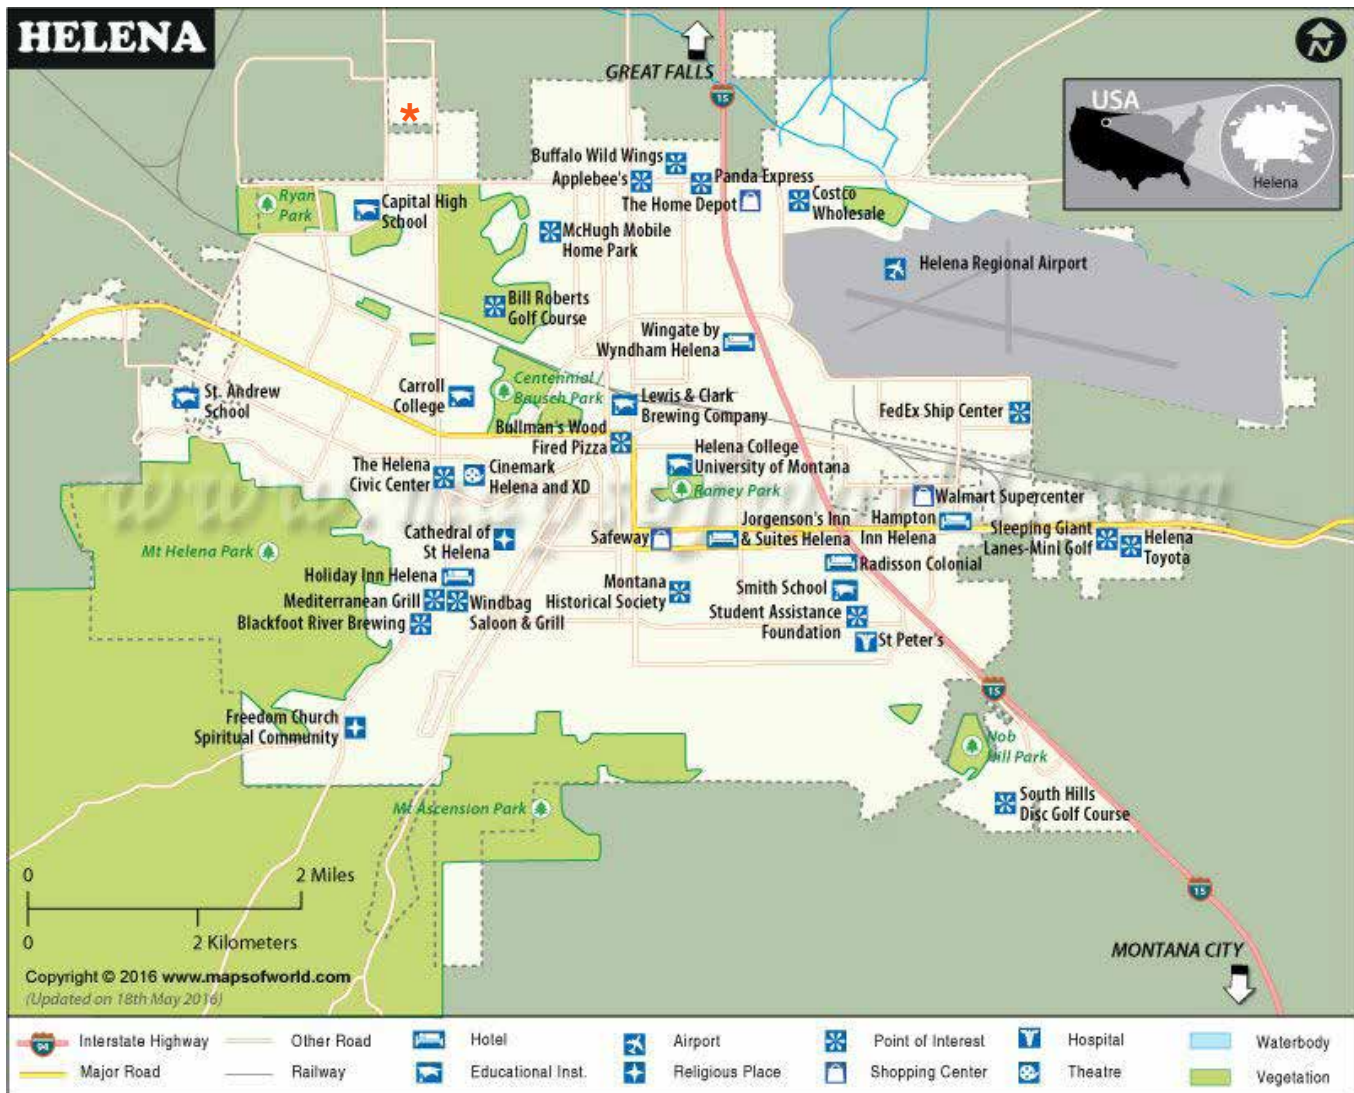 HELENA
GREAT FALLS
15
N
USA
Helena
*
Buffalo Wild Wings
Applebee's
Panda Express
The Home Depot
Costco
Wholesale
Ryan
Park
Capital High
School
McHugh Mobile
Home Park
Helena Regional Airport
Bill Roberts
Golf Course
Wingate by
Wyndham Helena
St. Andrew
School
Carroll
College
Centennial /
Bausch Park
Lewis & Clark
Brewing Company
FedEx Ship Center
Bullman's Wood
Fired Pizza
Helena College
University of Montana
The Helena
Civic Center
Cinemark
Helena and XD
Ramey Park
Walmart Supercenter
www.mapsofworld.com
Mt Helena Park
Cathedral of
St Helena
Safeway
Jorgenson's Inn
& Suites Helena
Hampton
Inn Helena
Sleeping Giant
Lanes-Mini Golf
Helena
Toyota
Radisson Colonial
Holiday Inn Helena
Mediterranean Grill
Windbag
Saloon & Grill
Blackfoot River Brewing
Montana
Historical Society
Smith School
Student Assistance
Foundation
St Peter's
15
Freedom Church
Spiritual Community
Nob
Hill Park
Mt Ascension Park
South Hills
Disc Golf Course
15
0
2 Miles
0
2 Kilometers
MONTANA CITY
Copyright © 2016 www.mapsofworld.com
(Updated on 18th May 2016)
94 Interstate Highway
Other Road
Hotel
Airport
Point of Interest
Hospital
Waterbody
Major Road
Railway
Educational Inst.
Religious Place
Shopping Center
Theatre
Vegetation